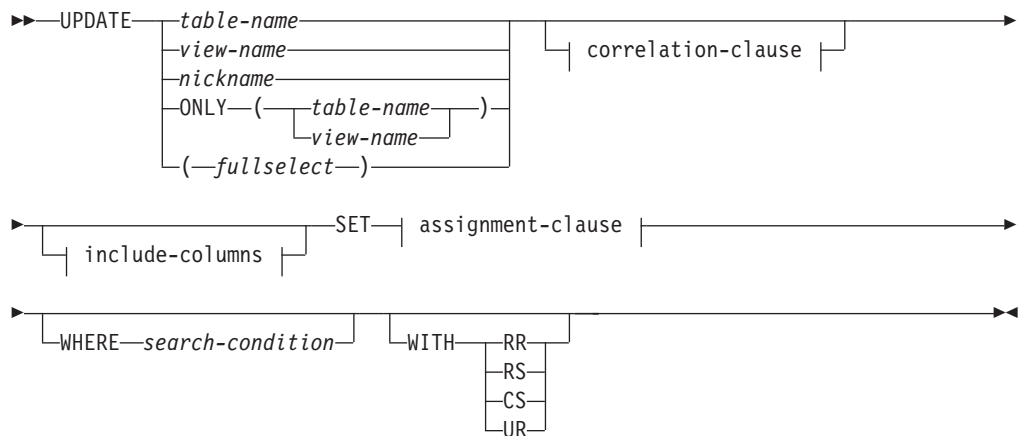 UPDATE table-name correlation-clause
view-name
nickname
ONLY ( table-name )
view-name
( fullselect )
include-columns SET assignment-clause
WHERE search-condition WITH RR
RS
CS
UR